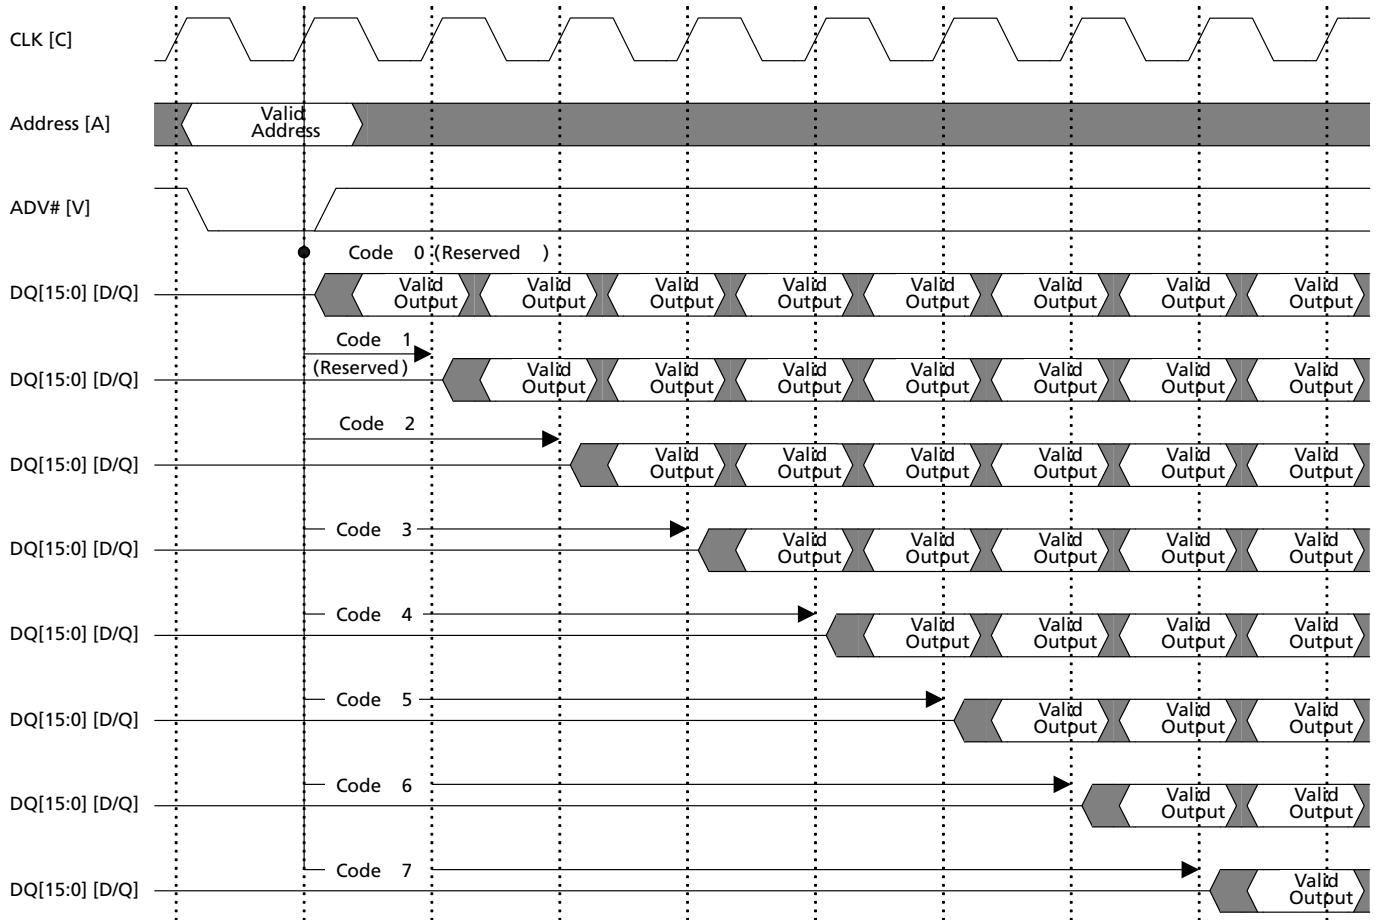 CLK [C]
Address [A]
Valid
Address
ADV# [V]
Code 0 (Reserved )
DQ[15:0] [D/Q]
Valid Valid Valid Valid Valid Valid Valid Valid
Output Output Output Output Output Output Output Output
Code 1
(Reserved)
DQ[15:0] [D/Q]
Valid Valid Valid Valid Valid Valid Valid
Output Output Output Output Output Output Output
Code 2
DQ[15:0] [D/Q]
Valid Valid Valid Valid Valid Valid
Output Output Output Output Output Output
Code 3
DQ[15:0] [D/Q]
Valid Valid Valid Valid Valid
Output Output Output Output Output
Code 4
DQ[15:0] [D/Q]
Valid Valid Valid Valid
Output Output Output Output
Code 5
DQ[15:0] [D/Q]
Valid Valid Valid
Output Output Output
Code 6
DQ[15:0] [D/Q]
Valid Valid
Output Output
Code 7
DQ[15:0] [D/Q]
Valid
Output